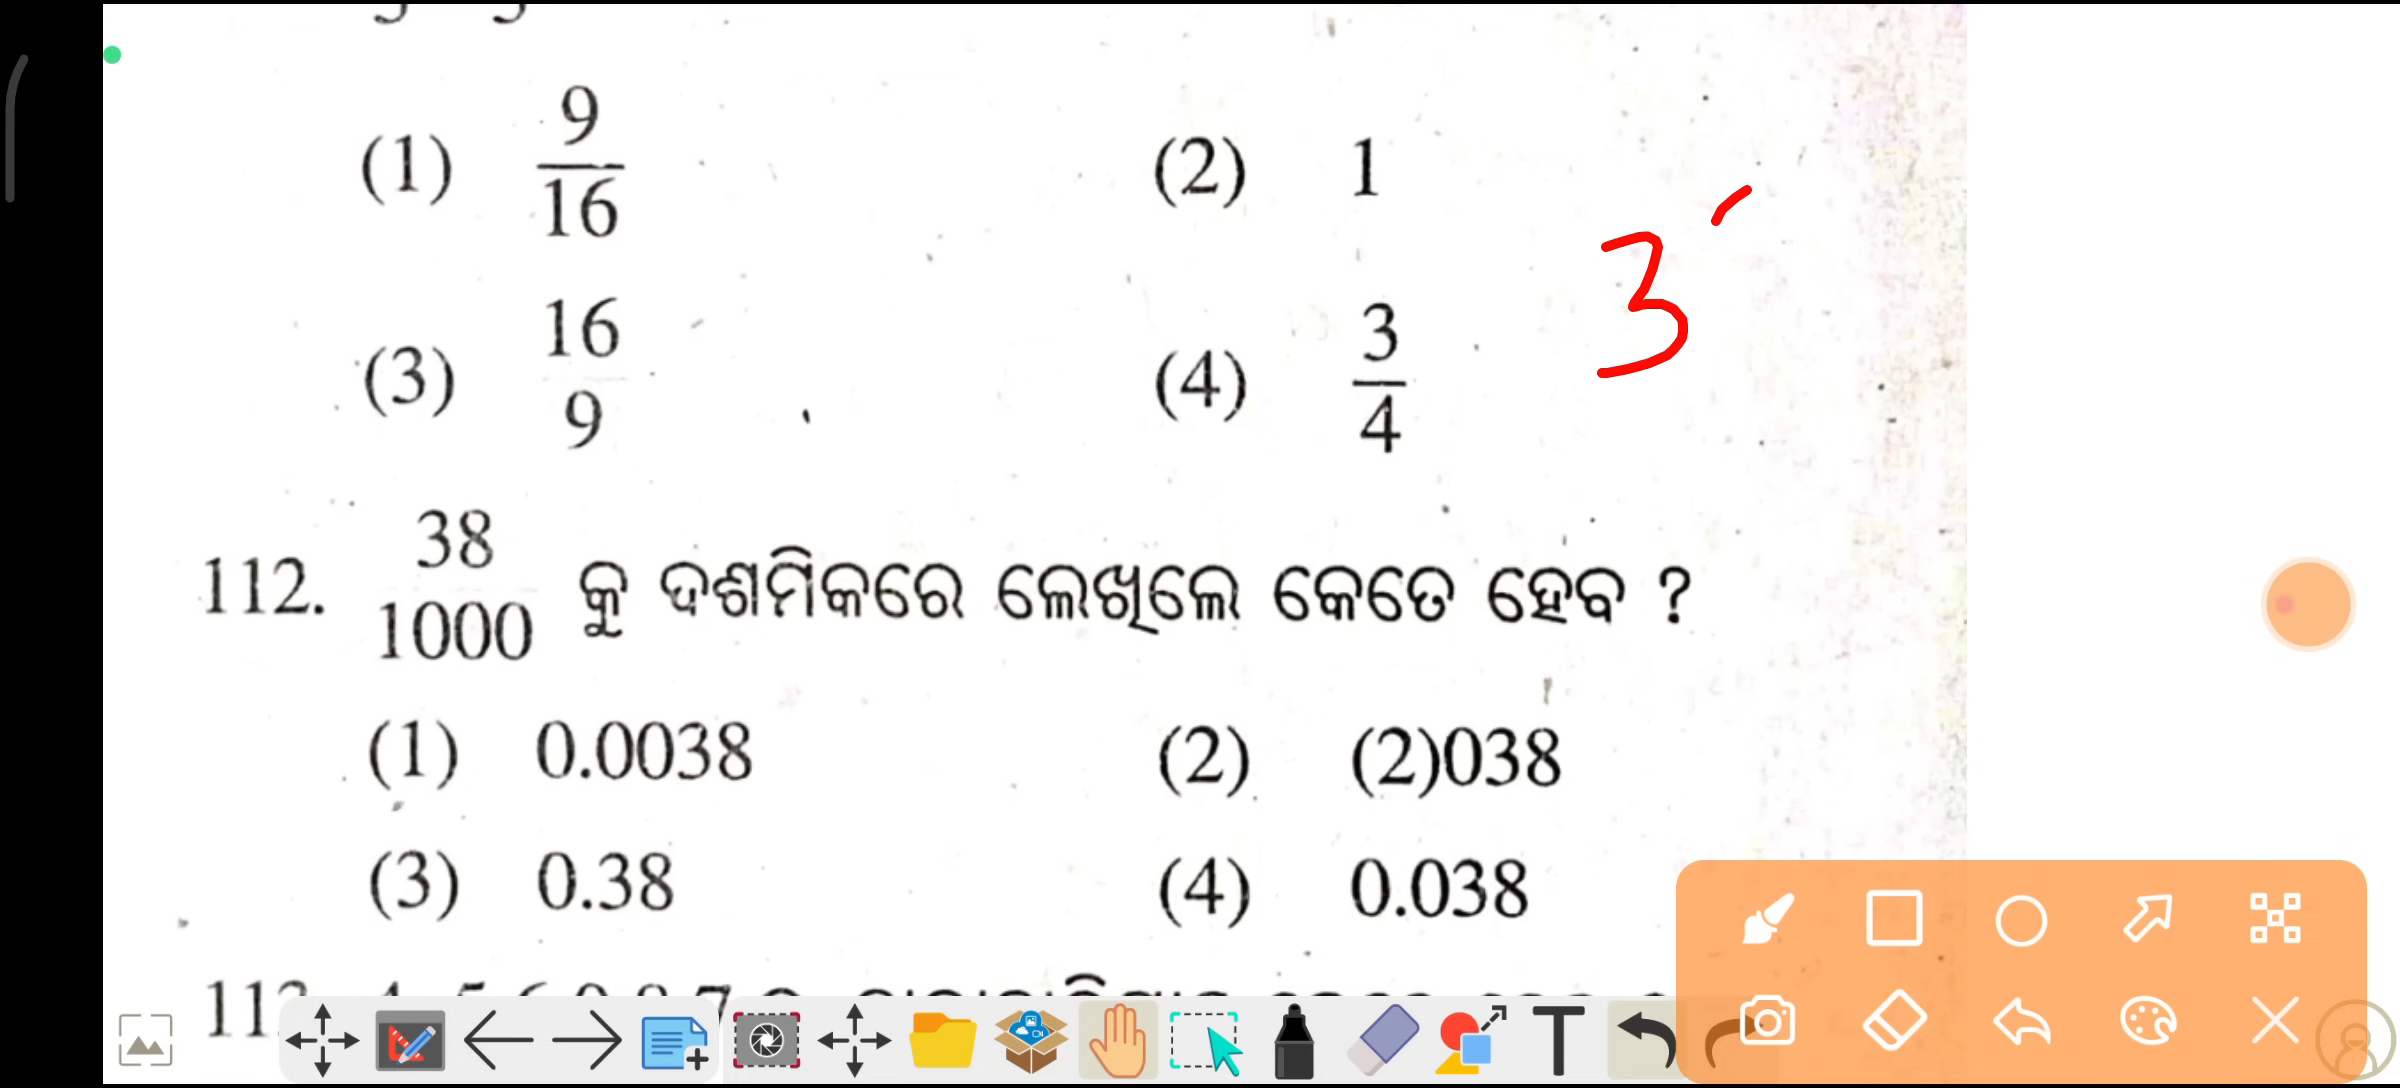 (1) 9/16 (2) 1
3
(3) 16/9 (4) 3/4
112. 38/1000 କୁ ଦଶମିକରେ ଲେଖିଲେ କେତେ ହେବ ?
(1) 0.0038 (2) (2)038
(3) 0.38 (4) 0.038
T